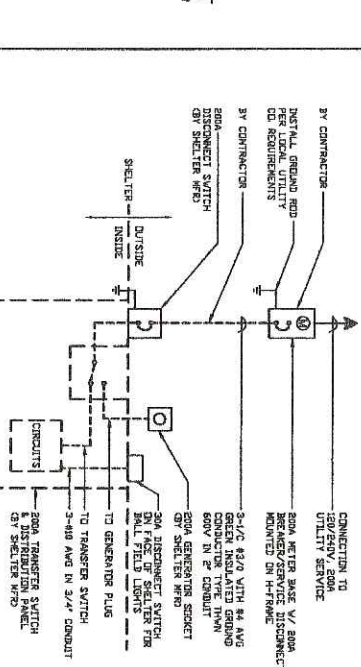 CONNECTION TO
120/240V, 200A
UTILITY SERVICE
BY CONTRACTOR
INSTALL GROUND ROD
PER LOCAL UTILITY
CO. REQUIREMENTS
M
200A METER BASE W/ 200A
BREAKER/SERVICE DISCONNECT
MOUNTED ON H-FRAME
BY CONTRACTOR
3-1/C #3/0 WITH #4 AWG
GREEN INSULATED GROUND
CONDUCTOR TYPE THWN
600V IN 2" CONDUIT
200A
DISCONNECT SWITCH
(BY SHELTER MFR)
200A GENERATOR SOCKET
(BY SHELTER MFR)
SHELTER
OUTSIDE
INSIDE
30A DISCONNECT SWITCH
ON FACE OF SHELTER FOR
BALL FIELD LIGHTS
TO GENERATOR PLUG
TO TRANSFER SWITCH
3-#10 AWG IN 3/4" CONDUIT
CIRCUITS
200A TRANSFER SWITCH
& DISTRIBUTION PANEL
(BY SHELTER MFR)